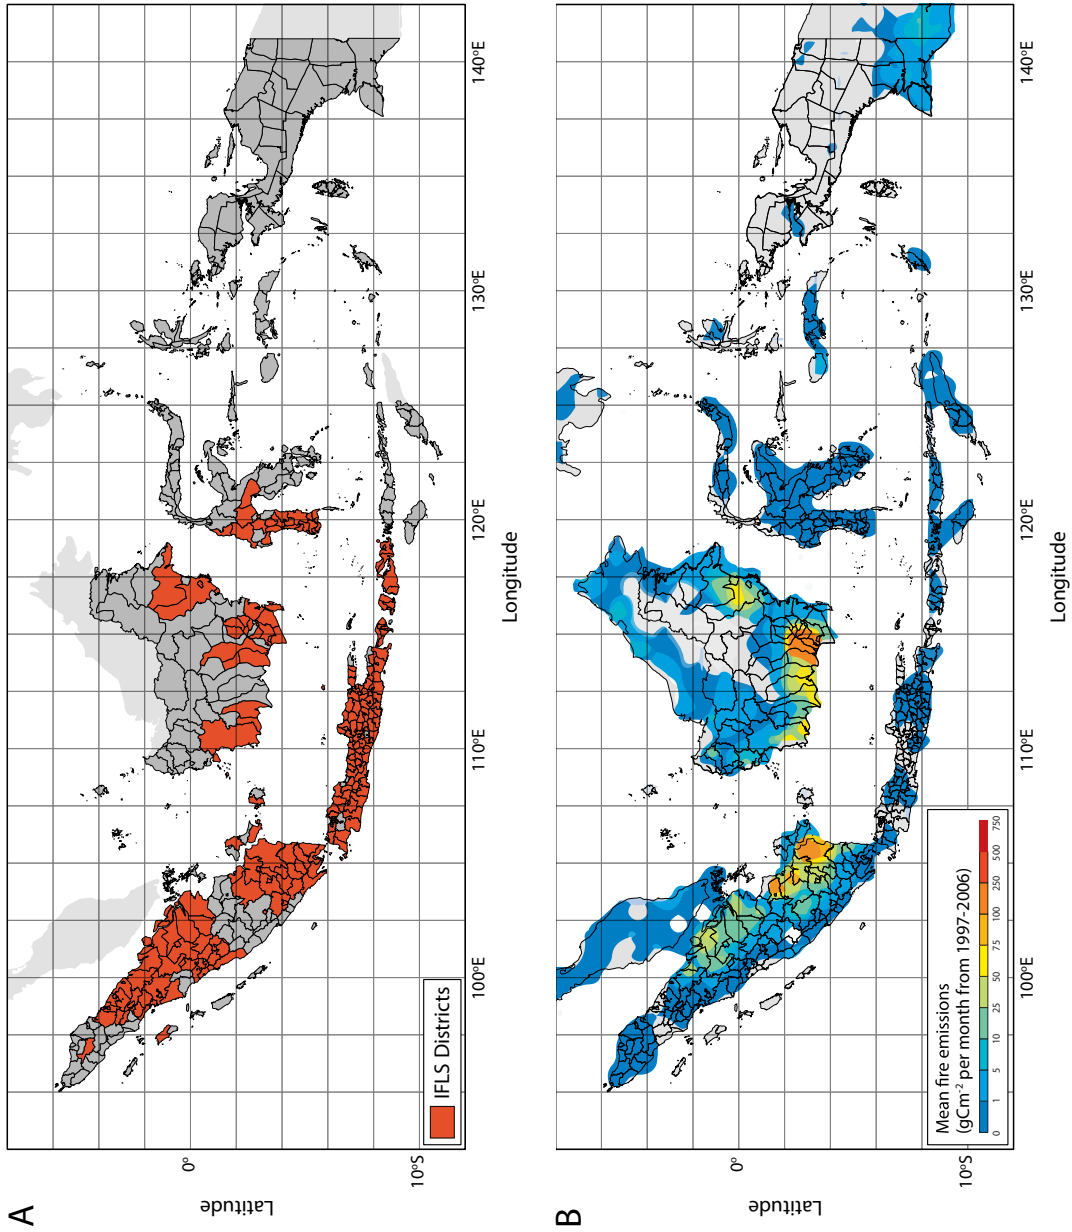 A
Latitude
0°
10°S
100°E
110°E
120°E
130°E
140°E
Longitude
IFLS Districts
B
Latitude
0°
10°S
100°E
110°E
120°E
130°E
140°E
Longitude
Mean fire emissions
(gCm⁻² per month from 1997-2006)
0 1 5 10 25 50 75 100 250 500 750